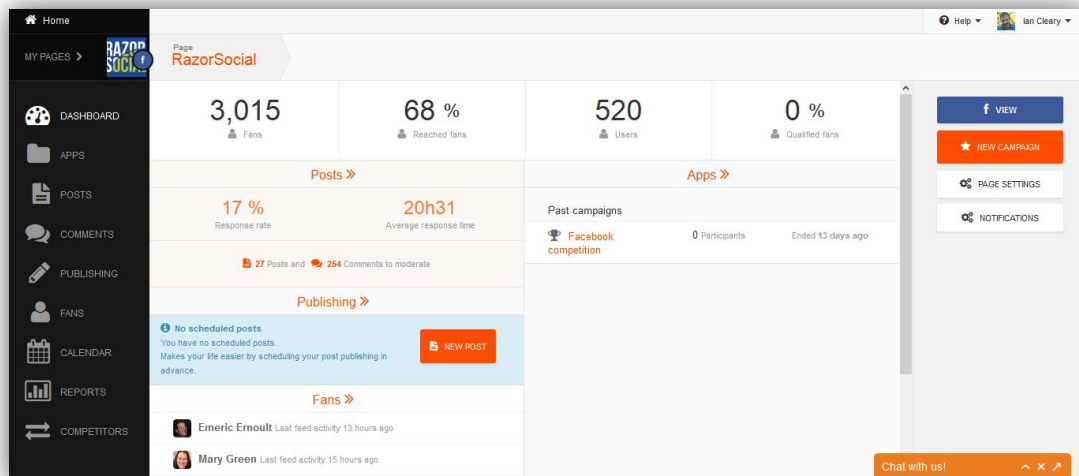 Home
Help
Ian Cleary
MY PAGES
RAZOR
SOCIAL
f
Page
RazorSocial
DASHBOARD
APPS
POSTS
COMMENTS
PUBLISHING
FANS
CALENDAR
REPORTS
COMPETITORS
3,015
Fans
68 %
Reached fans
520
Users
0 %
Qualified fans
Posts »
17 %
Response rate
20h31
Average response time
27 Posts and 254 Comments to moderate
Publishing »
No scheduled posts
You have no scheduled posts.
Makes your life easier by scheduling your post publishing in
advance.
NEW POST
Fans »
Emeric Ernoult Last feed activity 13 hours ago
Mary Green Last feed activity 15 hours ago
Apps »
Past campaigns
Facebook
competition
0 Participants
Ended 13 days ago
f VIEW
NEW CAMPAIGN
PAGE SETTINGS
NOTIFICATIONS
Chat with us!